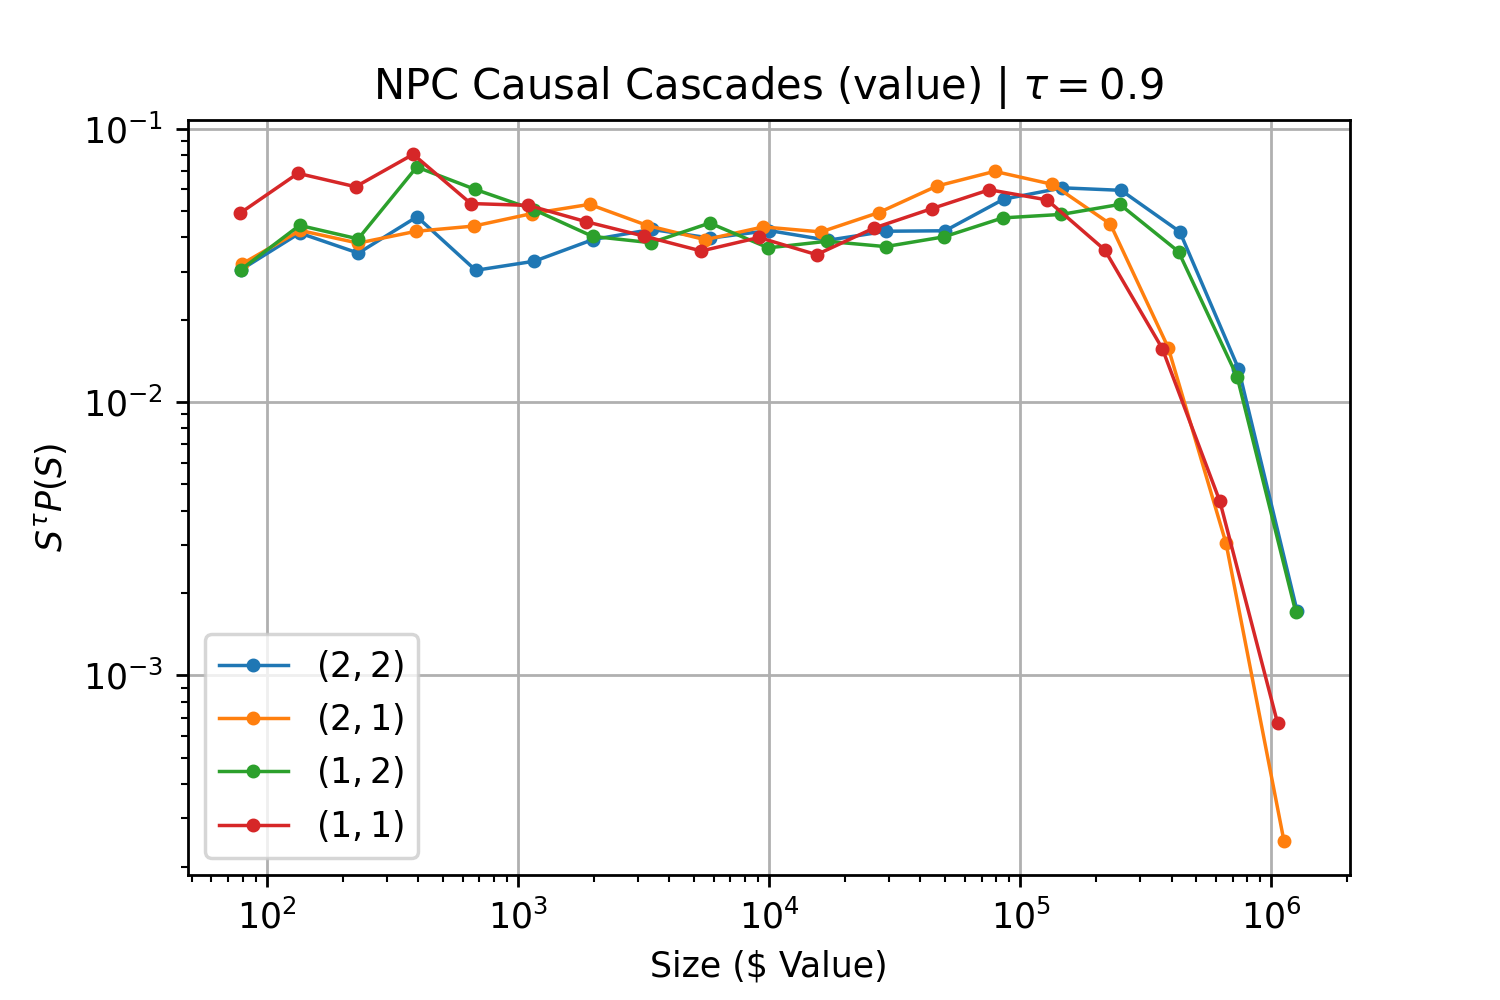 NPC Causal Cascades (value) | τ = 0.9
10⁻¹
10⁻²
10⁻³
S^τ P(S)
(2, 2)
(2, 1)
(1, 2)
(1, 1)
10² 10³ 10⁴ 10⁵ 10⁶
Size ($ Value)